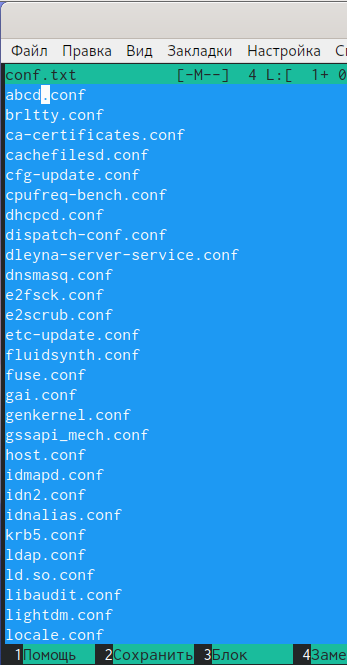 Файл Правка Вид Закладки Настройка
conf.txt [-M--] 4 L:[ 1+ 0
abcd.conf
brltty.conf
ca-certificates.conf
cachefilesd.conf
cfg-update.conf
cpufreq-bench.conf
dhcpcd.conf
dispatch-conf.conf
dleyna-server-service.conf
dnsmasq.conf
e2fsck.conf
e2scrub.conf
etc-update.conf
fluidsynth.conf
fuse.conf
gai.conf
genkernel.conf
gssapi_mech.conf
host.conf
idmapd.conf
idn2.conf
idnalias.conf
krb5.conf
ldap.conf
ld.so.conf
libaudit.conf
lightdm.conf
locale.conf
1Помощь 2Сохранить 3Блок 4Заме